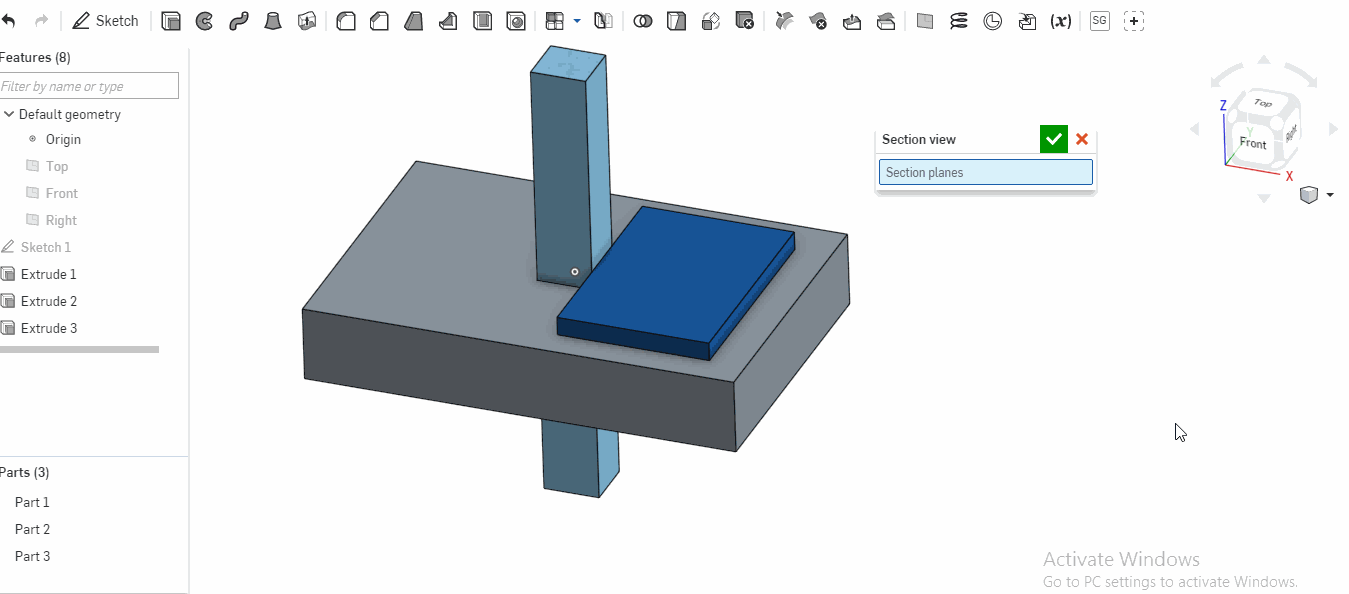 Sketch
(x)
SG
Features (8)
Filter by name or type
Default geometry
Origin
Top
Front
Right
Sketch 1
Extrude 1
Extrude 2
Extrude 3
Parts (3)
Part 1
Part 2
Part 3
Section view
Section planes
Z
Top
Y
Front
Right
X
Activate Windows
Go to PC settings to activate Windows.